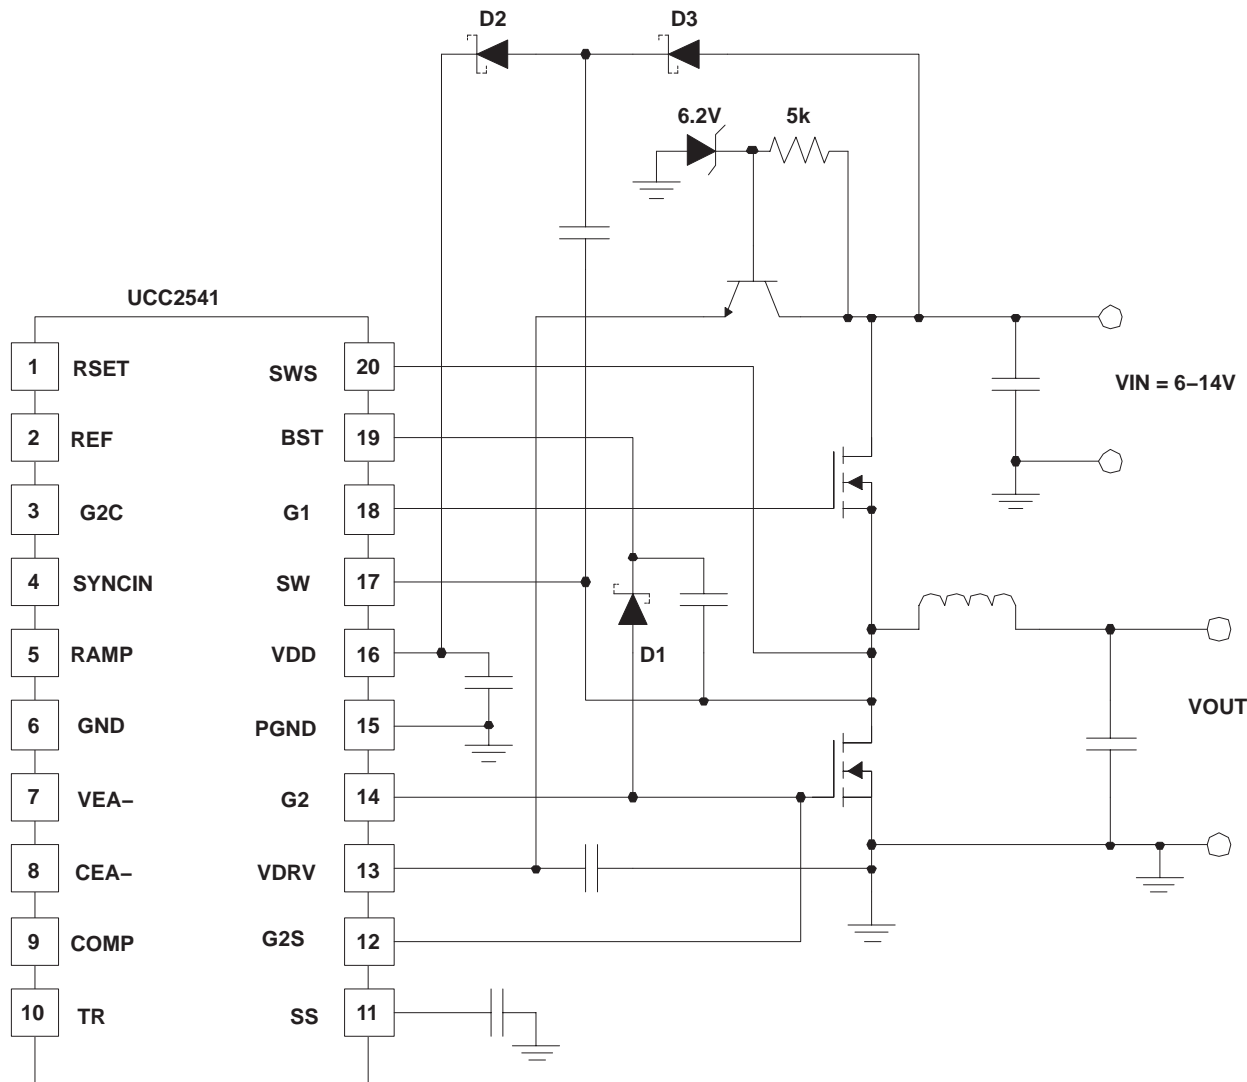 D2
D3
6.2V
5k
UCC2541
1 RSET
SWS 20
VIN = 6–14V
2 REF
BST 19
3 G2C
G1 18
4 SYNCIN
SW 17
5 RAMP
VDD 16
D1
6 GND
PGND 15
VOUT
7 VEA–
G2 14
8 CEA–
VDRV 13
9 COMP
G2S 12
10 TR
SS 11